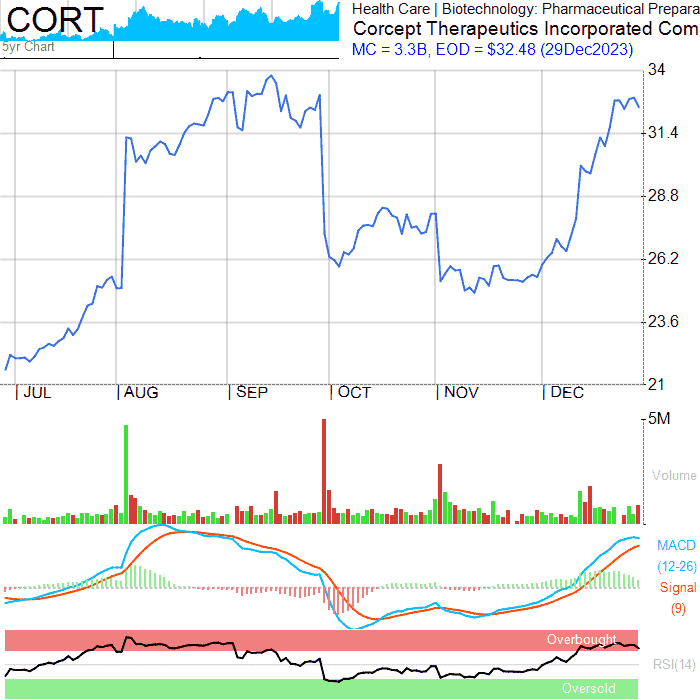 CORT
5yr Chart
Health Care | Biotechnology: Pharmaceutical Prepara
Corcept Therapeutics Incorporated Com
MC = 3.3B, EOD = $32.48 (29Dec2023)
34
31.4
28.8
26.2
23.6
21
| JUL | AUG | SEP | OCT | NOV | DEC
5M
Volume
MACD
(12-26)
Signal
(9)
Overbought
RSI(14)
Oversold